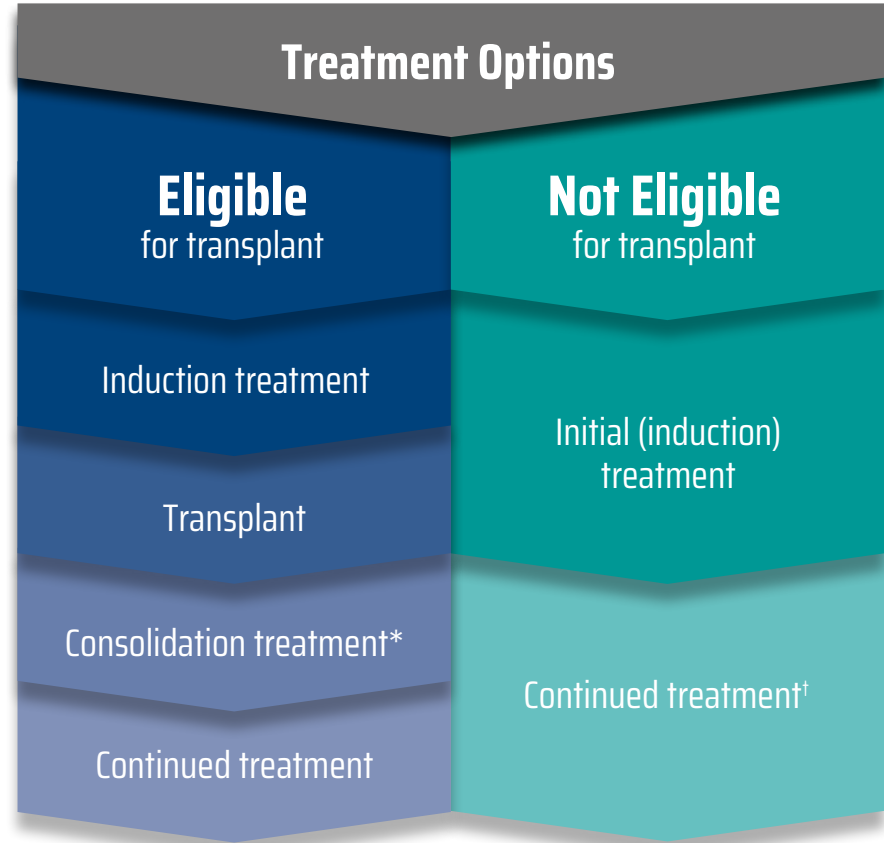 Treatment Options
Eligible
for transplant
Induction treatment
Transplant
Consolidation treatment*
Continued treatment
Not Eligible
for transplant
Initial (induction)
treatment
Continued treatment†